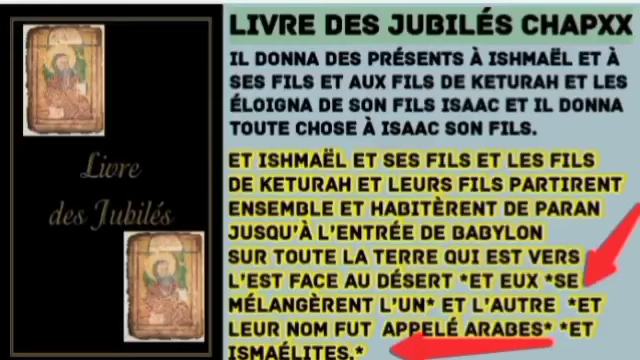 Livre
des Jubilés
LIVRE DES JUBILÉS CHAPXX
IL DONNA DES PRÉSENTS À ISHMAËL ET À
SES FILS ET AUX FILS DE KETURAH ET LES
ÉLOIGNA DE SON FILS ISAAC ET IL DONNA
TOUTE CHOSE À ISAAC SON FILS.
ET ISHMAËL ET SES FILS ET LES FILS
DE KETURAH ET LEURS FILS PARTIRENT
ENSEMBLE ET HABITÈRENT DE PARAN
JUSQU'À L'ENTRÉE DE BABYLON
SUR TOUTE LA TERRE QUI EST VERS
L'EST FACE AU DÉSERT *ET EUX *SE
MÉLANGÈRENT L'UN* ET L'AUTRE *ET
LEUR NOM FUT APPELÉ ARABES* *ET
ISMAÉLITES.*